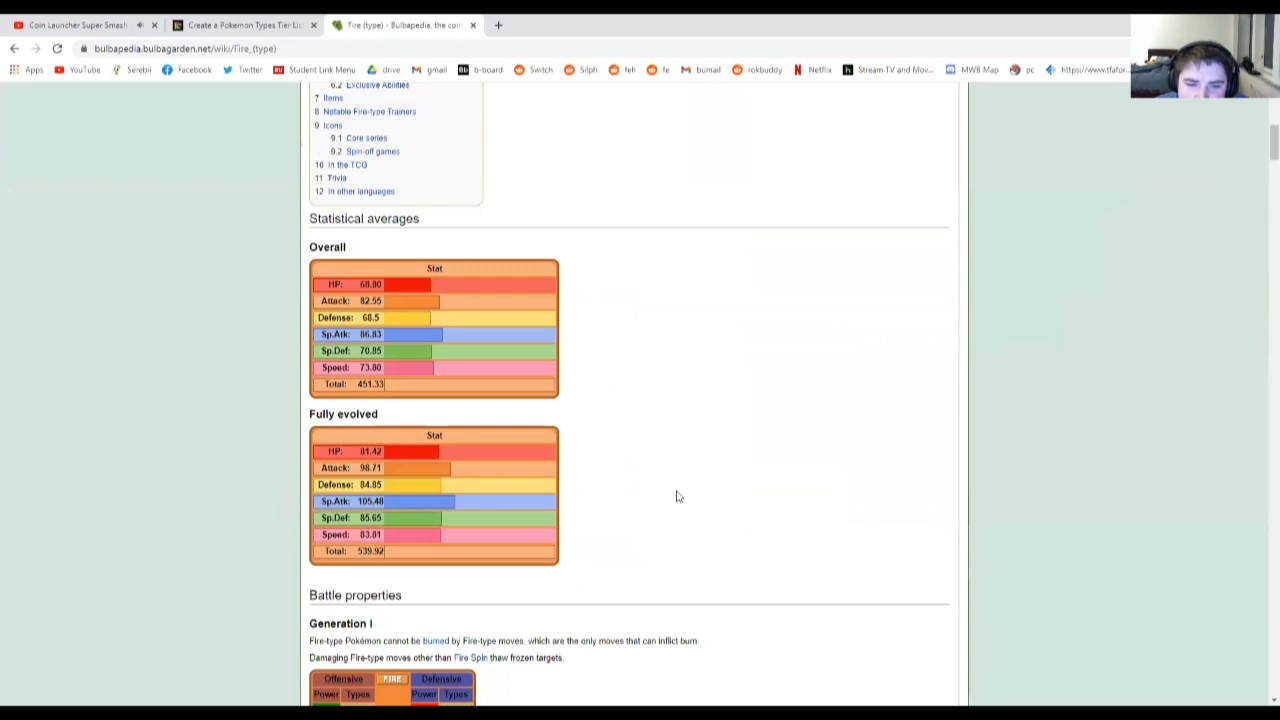 Coin Launcher Super Smash
Create a Pokemon Types Tier Lis
Fire (type) - Bulbapedia, the con
bulbapedia.bulbagarden.net/wiki/Fire_(type)
Apps YouTube Serebii Facebook Twitter Student Link Menu drive gmail b-board Switch Silph feh fe bumail rokbuddy Netflix Stream TV and Mov... MWB Map pc https://www.tfafor...
6.2 Exclusive Abilities
7 Items
8 Notable Fire-type Trainers
9 Icons
9.1 Core series
9.2 Spin-off games
10 In the TCG
11 Trivia
12 In other languages
Statistical averages
Overall
Stat
HP: 68.80
Attack: 82.55
Defense: 68.5
Sp.Atk: 86.83
Sp.Def: 70.85
Speed: 73.80
Total: 451.33
Fully evolved
Stat
HP: 81.42
Attack: 98.71
Defense: 84.85
Sp.Atk: 105.48
Sp.Def: 85.65
Speed: 83.81
Total: 539.92
Battle properties
Generation I
Fire-type Pokémon cannot be burned by Fire-type moves, which are the only moves that can inflict burn.
Damaging Fire-type moves other than Fire Spin thaw frozen targets.
Offensive FIRE Defensive
Power Types Power Types